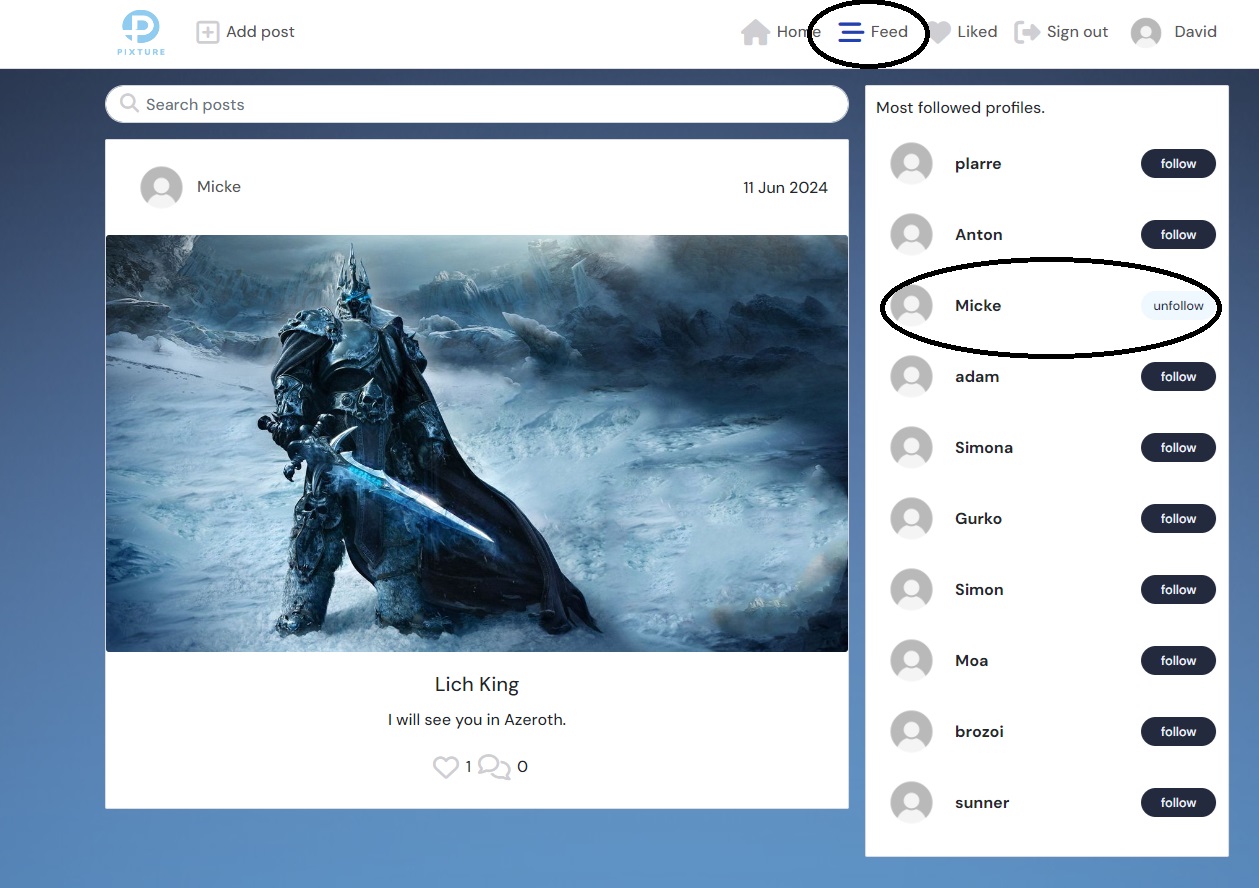 PIXTURE
Add post
Home
Feed
Liked
Sign out
David
Search posts
Micke
11 Jun 2024
Lich King
I will see you in Azeroth.
1
0
Most followed profiles.
plarre follow
Anton follow
Micke unfollow
adam follow
Simona follow
Gurko follow
Simon follow
Moa follow
brozoi follow
sunner follow